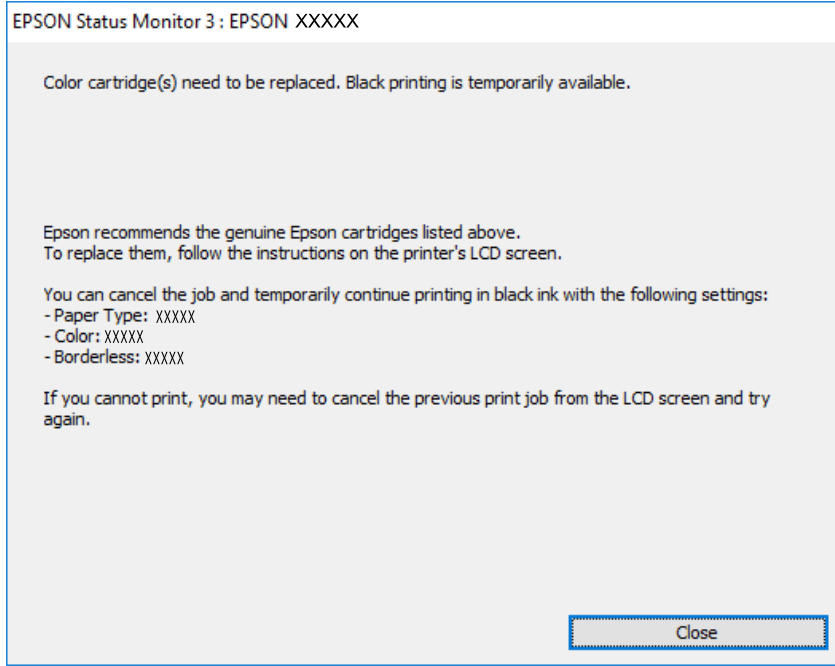 EPSON Status Monitor 3 : EPSON XXXXX
Color cartridge(s) need to be replaced. Black printing is temporarily available.
Epson recommends the genuine Epson cartridges listed above.
To replace them, follow the instructions on the printer's LCD screen.
You can cancel the job and temporarily continue printing in black ink with the following settings:
- Paper Type: XXXXX
- Color: XXXXX
- Borderless: XXXXX
If you cannot print, you may need to cancel the previous print job from the LCD screen and try
again.
Close